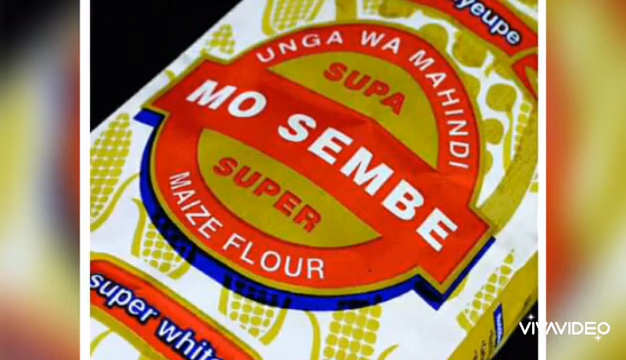 yeupe
UNGA WA MAHINDI
SUPA
MO SEMBE
SUPER
MAIZE FLOUR
super white
VIVAVIDEO